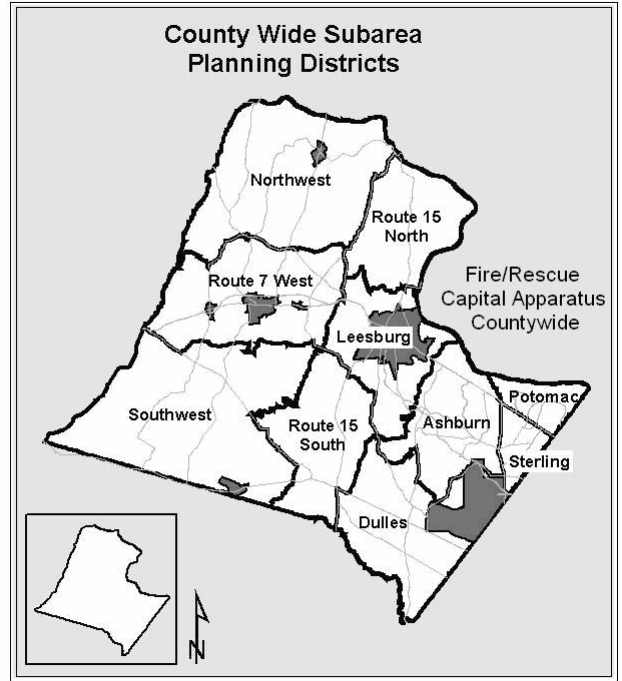 County Wide Subarea
Planning Districts
Northwest
Route 15
North
Route 7 West
Fire/Rescue
Capital Apparatus
Countywide
Leesburg
Potomac
Southwest
Route 15
South
Ashburn
Sterling
Dulles
N